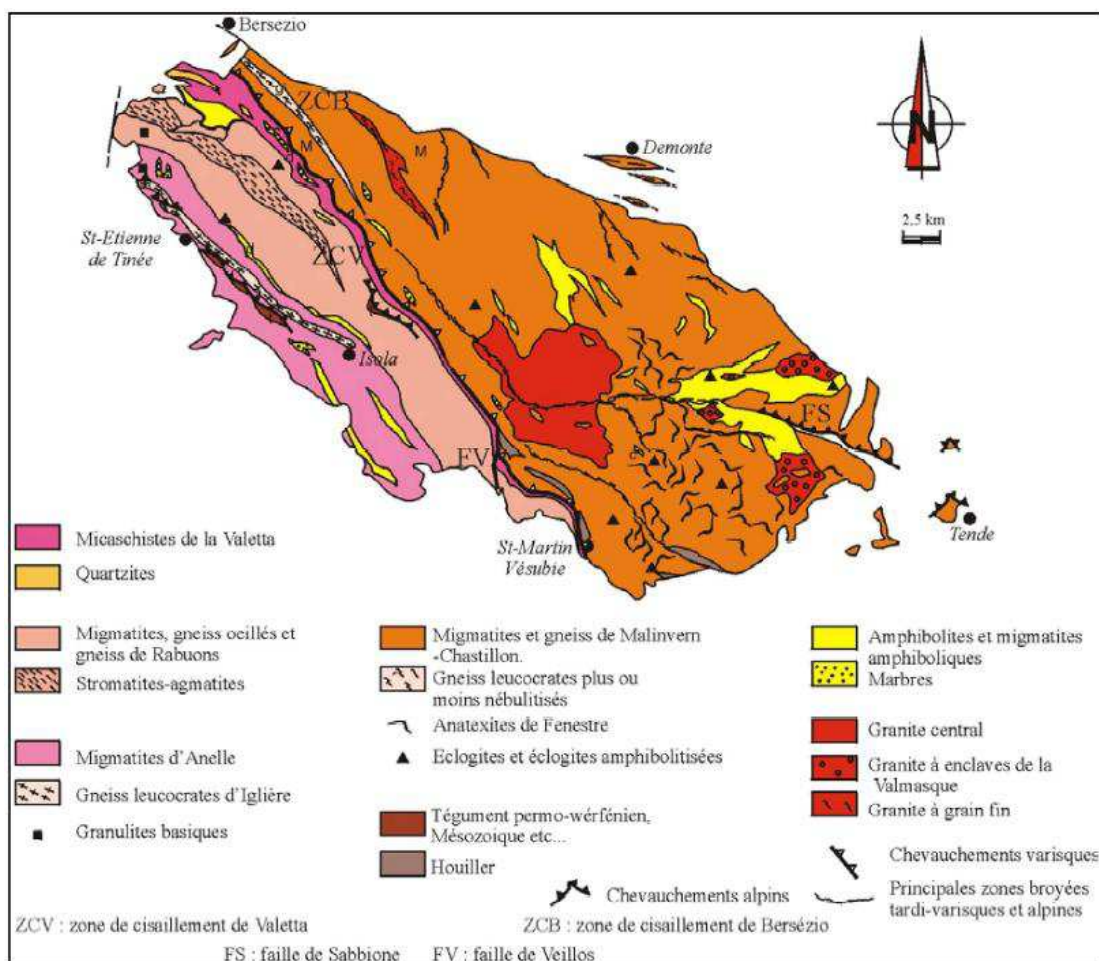 Bersezio
ZCB
M
M
Demonte
N
2,5 km
St-Etienne
de Tinée
ZCV
Isola
FS
FV
St-Martin
Vésubie
Tende
Micaschistes de la Valetta
Quartzites
Migmatites, gneiss oeillés et
gneiss de Rabuons
Stromatites-agmatites
Migmatites d'Anelle
Gneiss leucocrates d'Iglière
Granulites basiques
Migmatites et gneiss de Malinvern
-Chastillon.
Gneiss leucocrates plus ou
moins nébulitisés
Anatexites de Fenestre
Eclogites et éclogites amphibolitisées
Tégument permo-werfénien,
Mésozoique etc...
Houiller
Chevauchements alpins
Amphibolites et migmatites
amphiboliques
Marbres
Granite central
Granite à enclaves de la
Valmasque
Granite à grain fin
Chevauchements varisques
Principales zones broyées
tardi-varisques et alpines
ZCV : zone de cisaillement de Valetta
ZCB : zone de cisaillement de Bersézio
FS : faille de Sabbione
FV : faille de Veillos